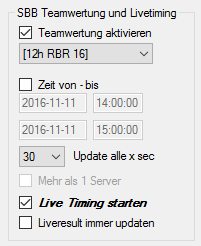 SBB Teamwertung und Livetiming
Teamwertung aktivieren
[12h RBR 16]
Zeit von - bis
2016-11-11 14:00:00
2016-11-11 15:00:00
30 Update alle x sec
Mehr als 1 Server
Live Timing starten
Liveresult immer updaten